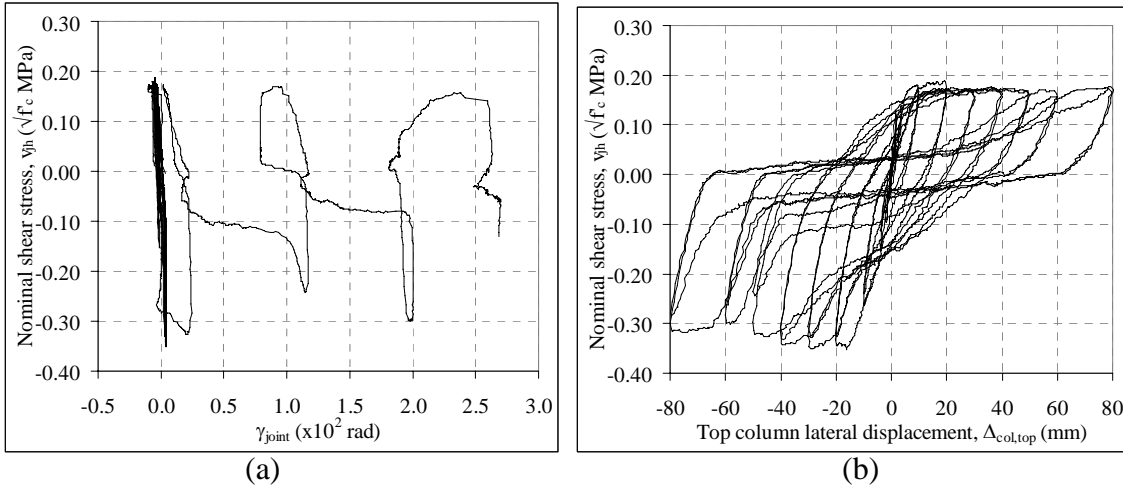 Nominal shear stress, vjh (√f'c MPa)
0.30
0.20
0.10
0.00
-0.10
-0.20
-0.30
-0.40
-0.5 0.0 0.5 1.0 1.5 2.0 2.5 3.0
γjoint (x10² rad)
(a)
Nominal shear stress, vjh (√f'c MPa)
0.30
0.20
0.10
0.00
-0.10
-0.20
-0.30
-0.40
-80 -60 -40 -20 0 20 40 60 80
Top column lateral displacement, Δcol,top (mm)
(b)